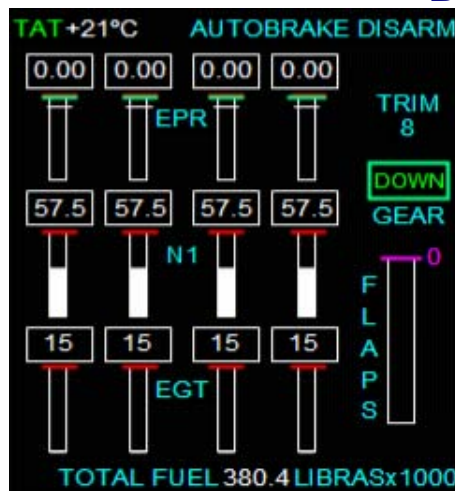 TAT+21°C AUTOBRAKE DISARM
0.00 0.00 0.00 0.00
EPR
TRIM
8
DOWN
GEAR
57.5 57.5 57.5 57.5
N1
0
FLAPS
15 15 15 15
EGT
TOTAL FUEL 380.4 LIBRASx1000